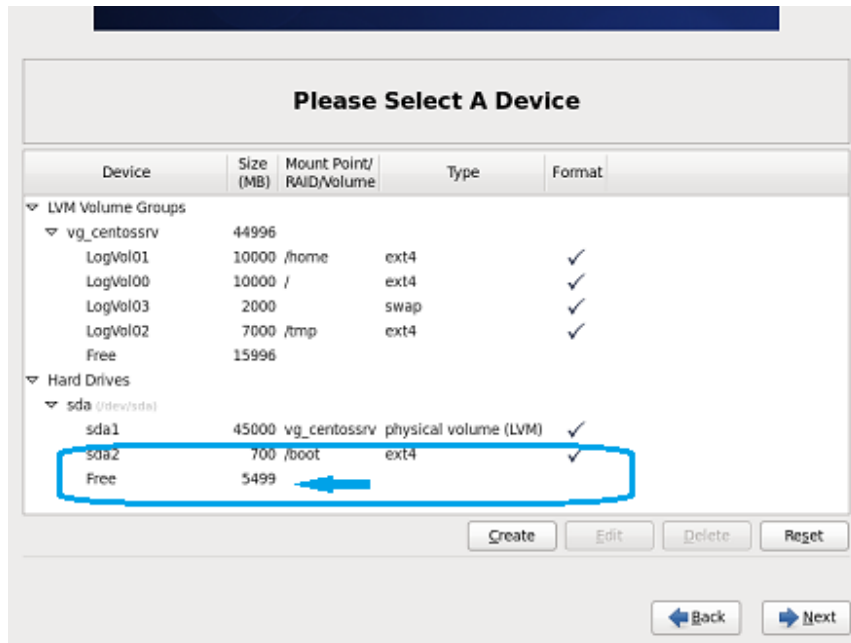 Please Select A Device
Device Size (MB) Mount Point/ RAID/Volume Type Format
LVM Volume Groups
vg_centossrv 44996
LogVol01 10000 /home ext4
LogVol00 10000 / ext4
LogVol03 2000 swap
LogVol02 7000 /tmp ext4
Free 15996
Hard Drives
sda (/dev/sda)
sda1 45000 vg_centossrv physical volume (LVM)
sda2 700 /boot ext4
Free 5499
Create Edit Delete Reset
Back Next